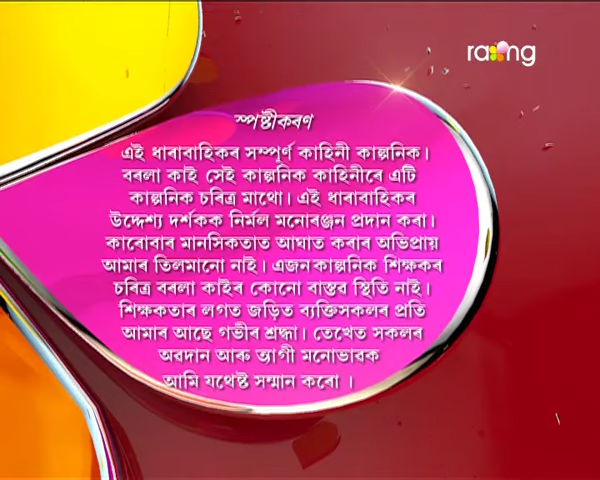 rang
স্পষ্টীকৰণ
এই ধাৰাবাহিকৰ সম্পূৰ্ণ কাহিনী কাল্পনিক।
বৰলা কাই সেই কাল্পনিক কাহিনীৰে এটি
কাল্পনিক চৰিত্ৰ মাথো। এই ধাৰাবাহিকৰ
উদ্দেশ্য দৰ্শকক নিৰ্মল মনোৰঞ্জন প্ৰদান কৰা।
কাৰোবাৰ মানসিকতাত আঘাত কৰাৰ অভিপ্ৰায়
আমাৰ তিলমানো নাই। এজন কাল্পনিক শিক্ষকৰ
চৰিত্ৰ বৰলা কাইৰ কোনো বাস্তৱ স্থিতি নাই।
শিক্ষকতাৰ লগত জড়িত ব্যক্তিসকলৰ প্ৰতি
আমাৰ আছে গভীৰ শ্ৰদ্ধা। তেখেত সকলৰ
অৱদান আৰু ত্যাগী মনোভাৱক
আমি যথেষ্ট সন্মান কৰো ।